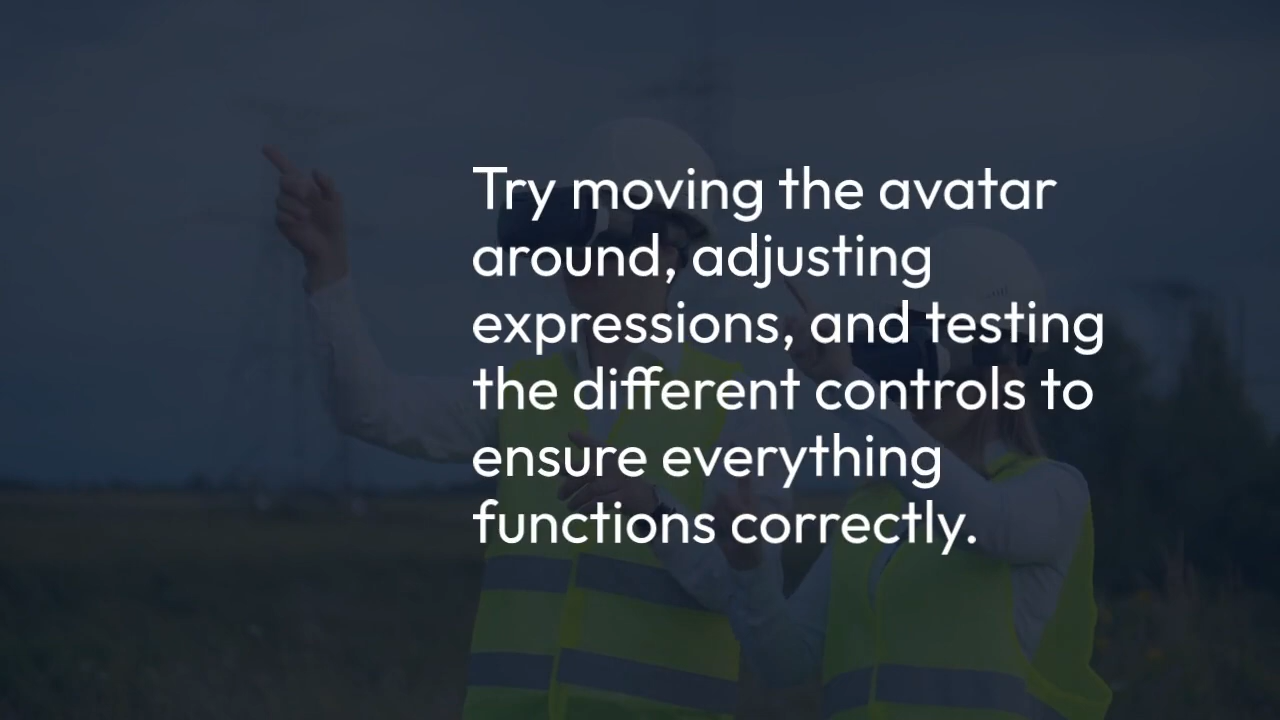 Try moving the avatar
around, adjusting
expressions, and testing
the different controls to
ensure everything
functions correctly.